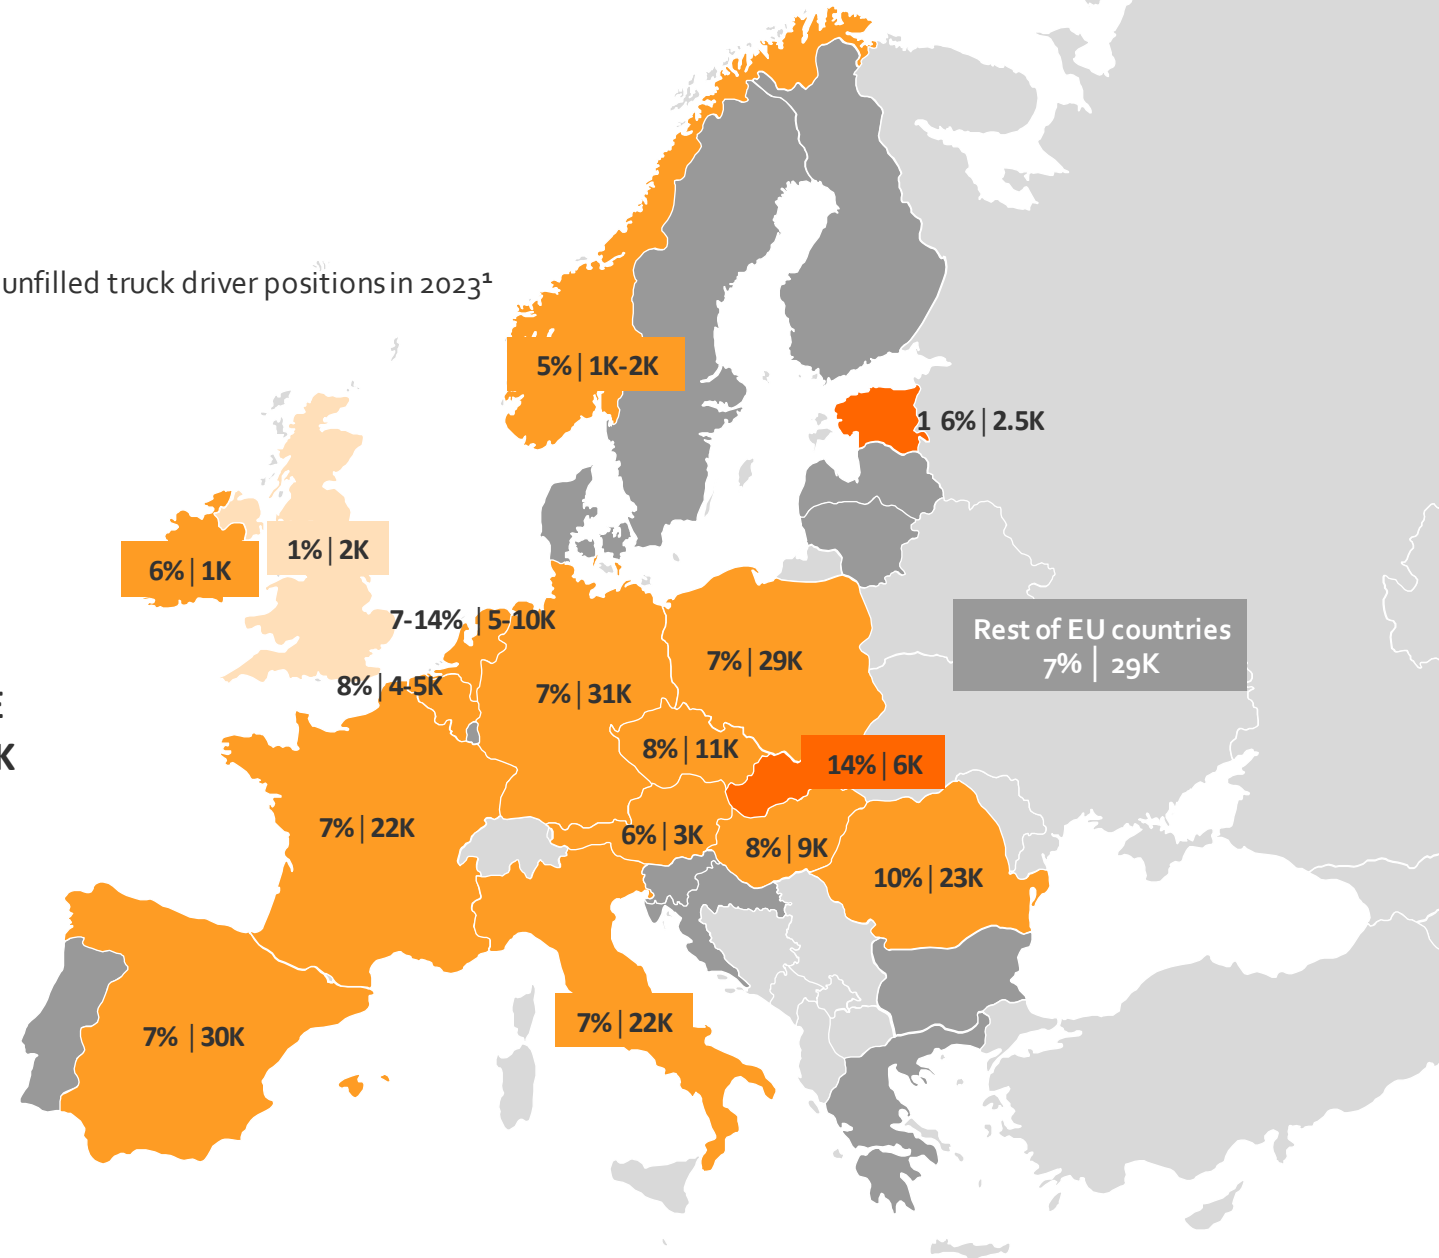 unfilled truck driver positions in 2023¹
5% | 1K-2K
1 6% | 2.5K
1% | 2K
6% | 1K
7-14% | 5-10K
Rest of EU countries
7% | 29K
7% | 29K
8% | 4-5K
7% | 31K
E
8% | 11K
K
14% | 6K
7% | 22K
6% | 3K
8% | 9K
10% | 23K
7% | 22K
7% | 30K